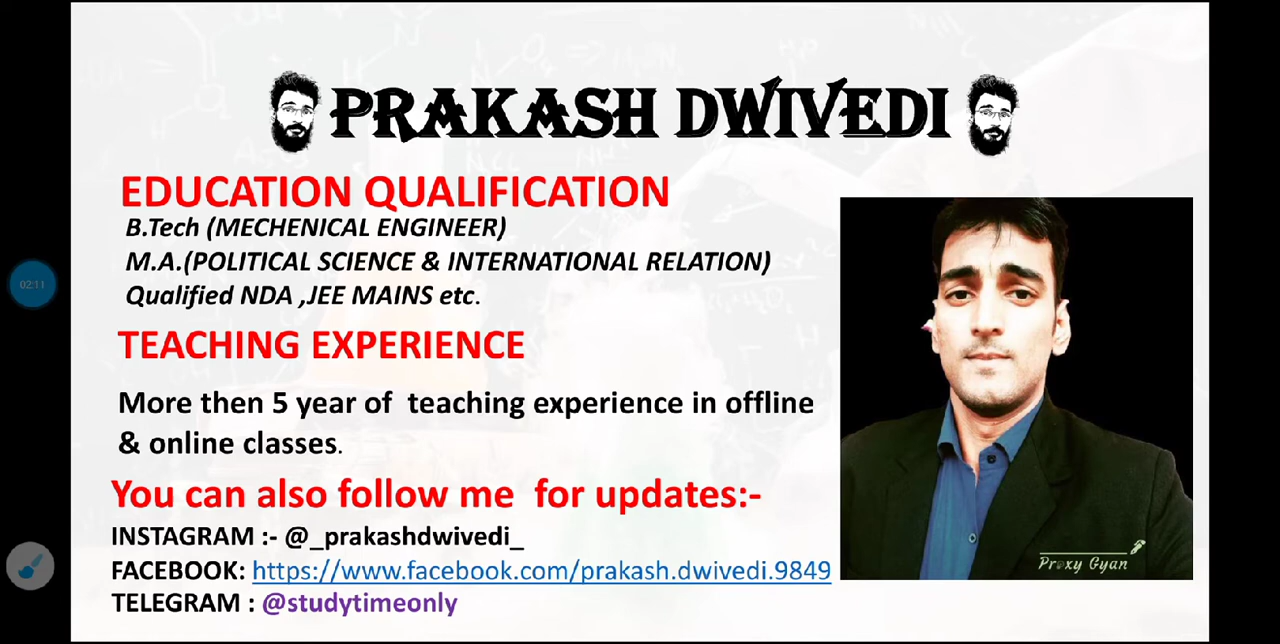 PRAKASH DWIVEDI
EDUCATION QUALIFICATION
B.Tech (MECHENICAL ENGINEER)
M.A.(POLITICAL SCIENCE & INTERNATIONAL RELATION)
Qualified NDA ,JEE MAINS etc.
02:11
TEACHING EXPERIENCE
More then 5 year of teaching experience in offline
& online classes.
You can also follow me for updates:-
INSTAGRAM :- @_prakashdwivedi_
FACEBOOK: https://www.facebook.com/prakash.dwivedi.9849
TELEGRAM : @studytimeonly
Proxy Gyan